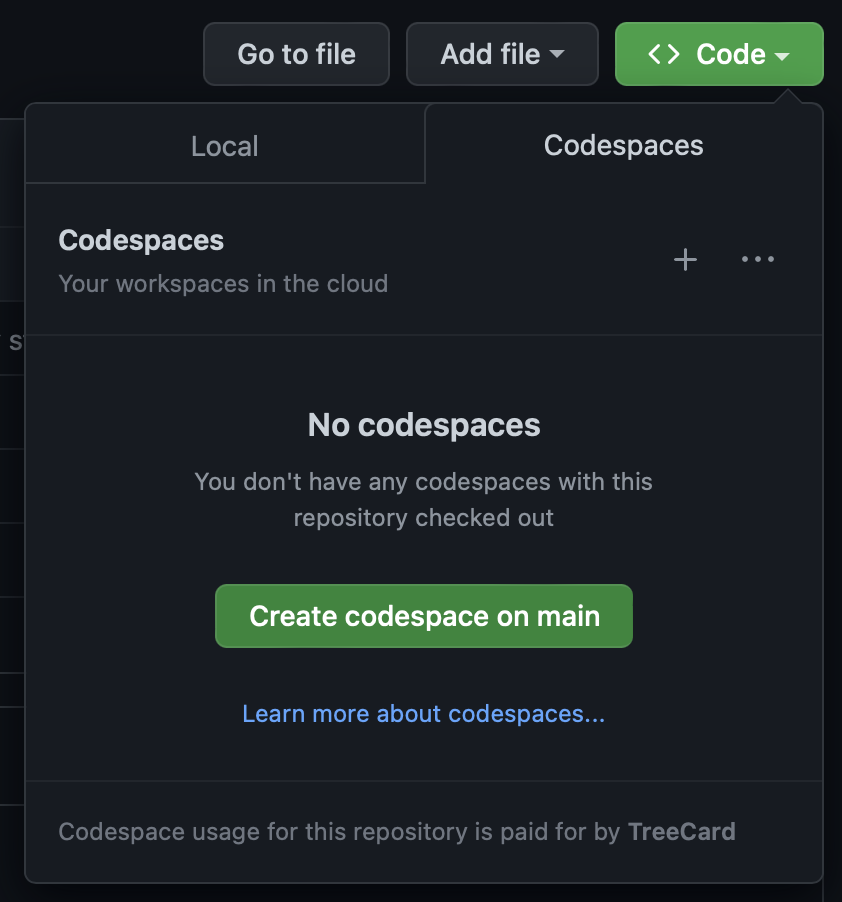 Go to file
Add file
Code
Local
Codespaces
Codespaces
Your workspaces in the cloud
No codespaces
You don't have any codespaces with this
repository checked out
Create codespace on main
Learn more about codespaces...
Codespace usage for this repository is paid for by TreeCard